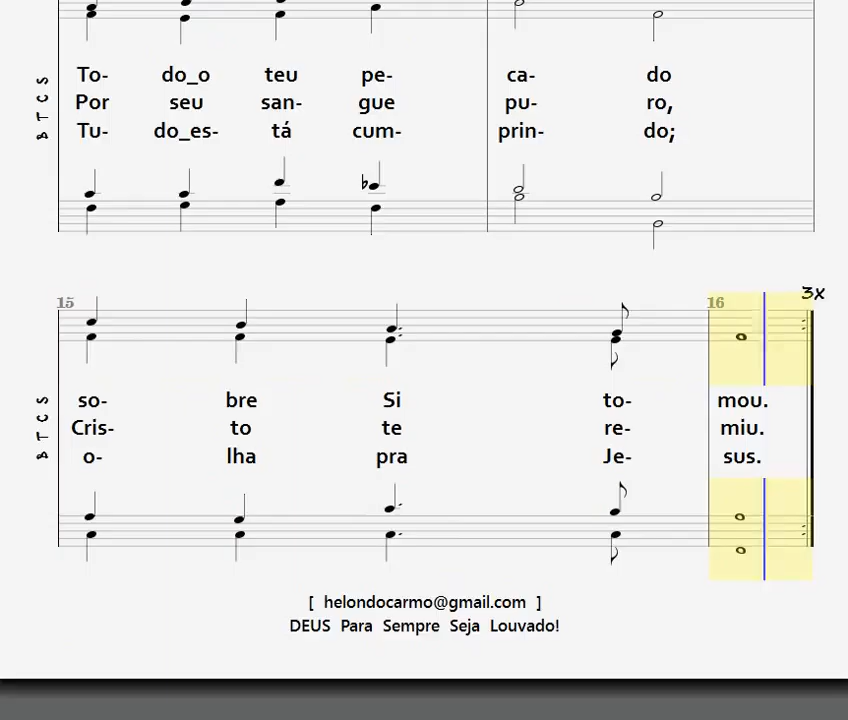 To- do_o teu pe- ca- do
Por seu san- gue pu- ro,
Tu- do_es- tá cum- prin- do;
S
C
T
B
15
16
3x
so- bre Si to- mou.
Cris- to te re- miu.
o- lha pra Je- sus.
S
C
T
B
[ helondocarmo@gmail.com ]
DEUS Para Sempre Seja Louvado!